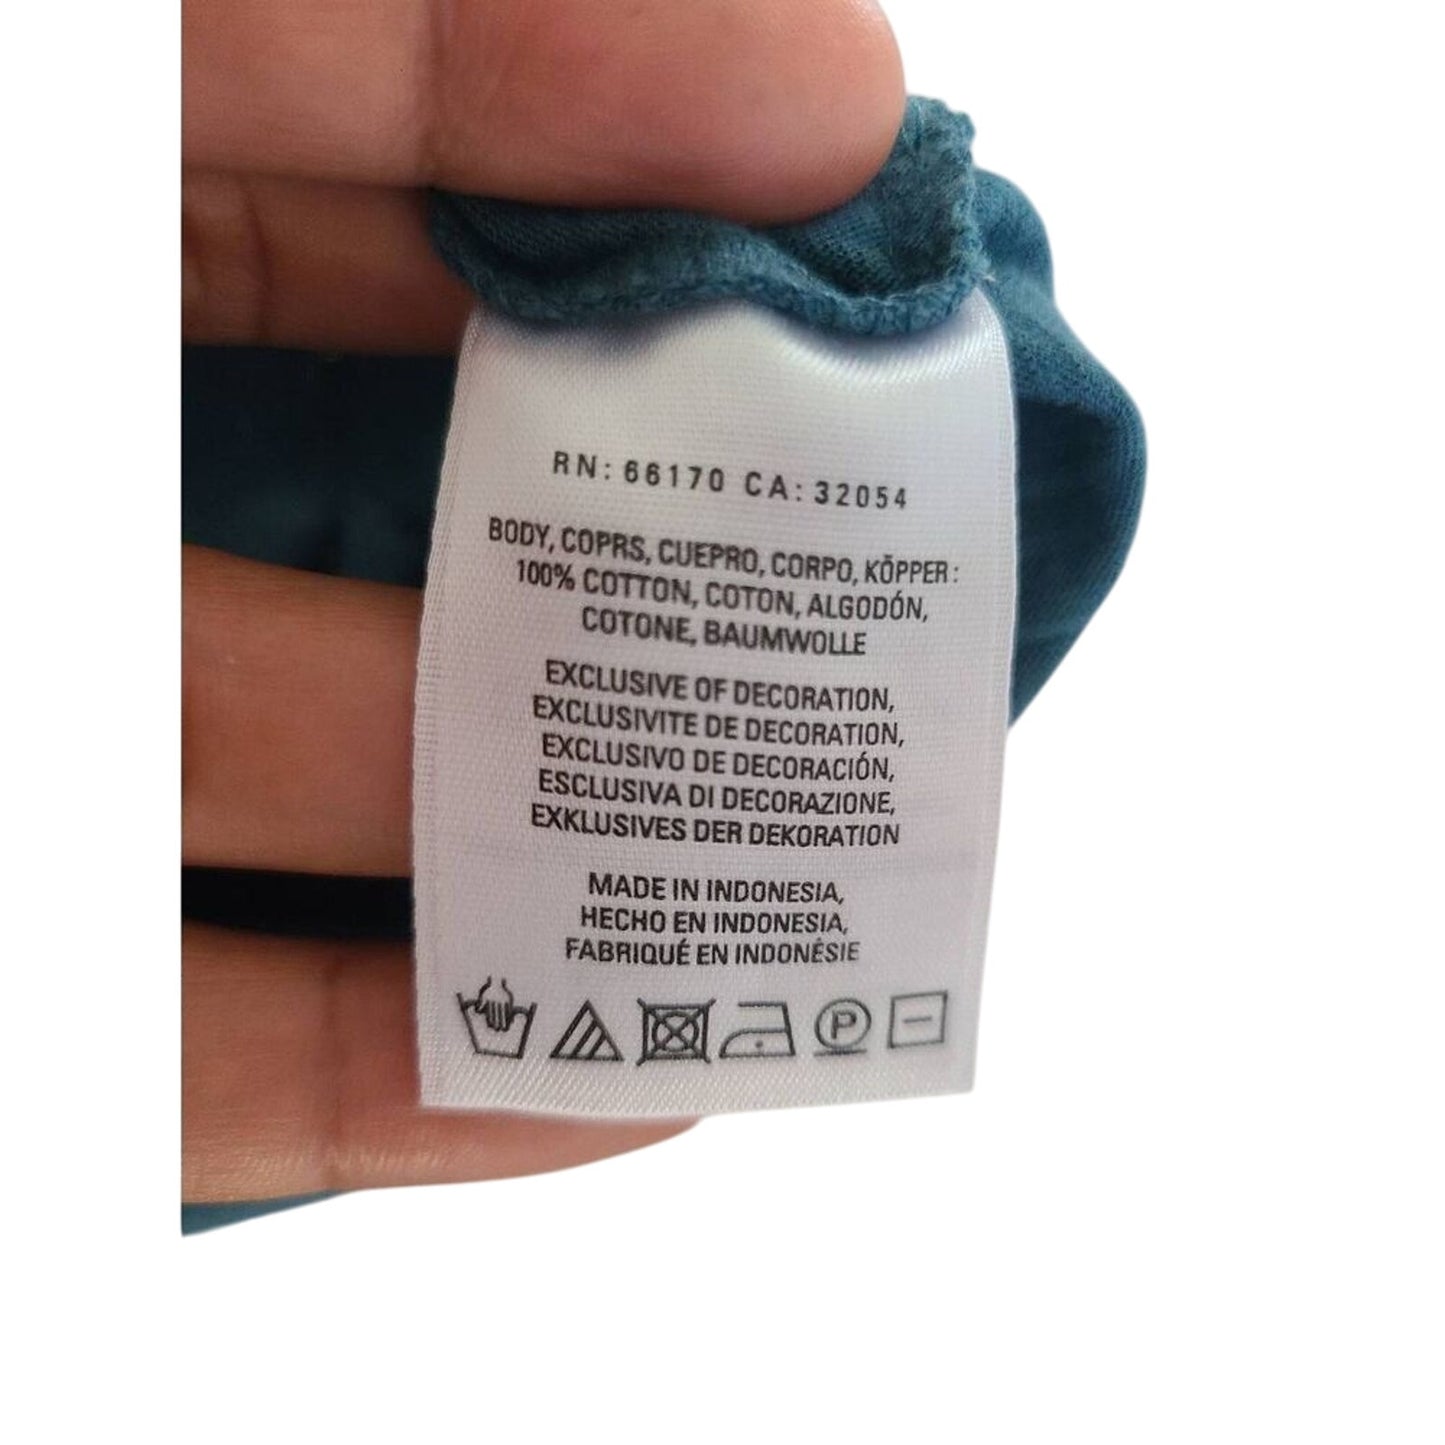 RN: 66170 CA: 32054
BODY, COPRS, CUEPRO, CORPO, KÖPPER:
100% COTTON, COTON, ALGODÓN,
COTONE, BAUMWOLLE
EXCLUSIVE OF DECORATION,
EXCLUSIVITE DE DECORATION,
EXCLUSIVO DE DECORACIÓN,
ESCLUSIVA DI DECORAZIONE,
EXKLUSIVES DER DEKORATION
MADE IN INDONESIA,
HECHO EN INDONESIA,
FABRIQUÉ EN INDONÉSIE
P